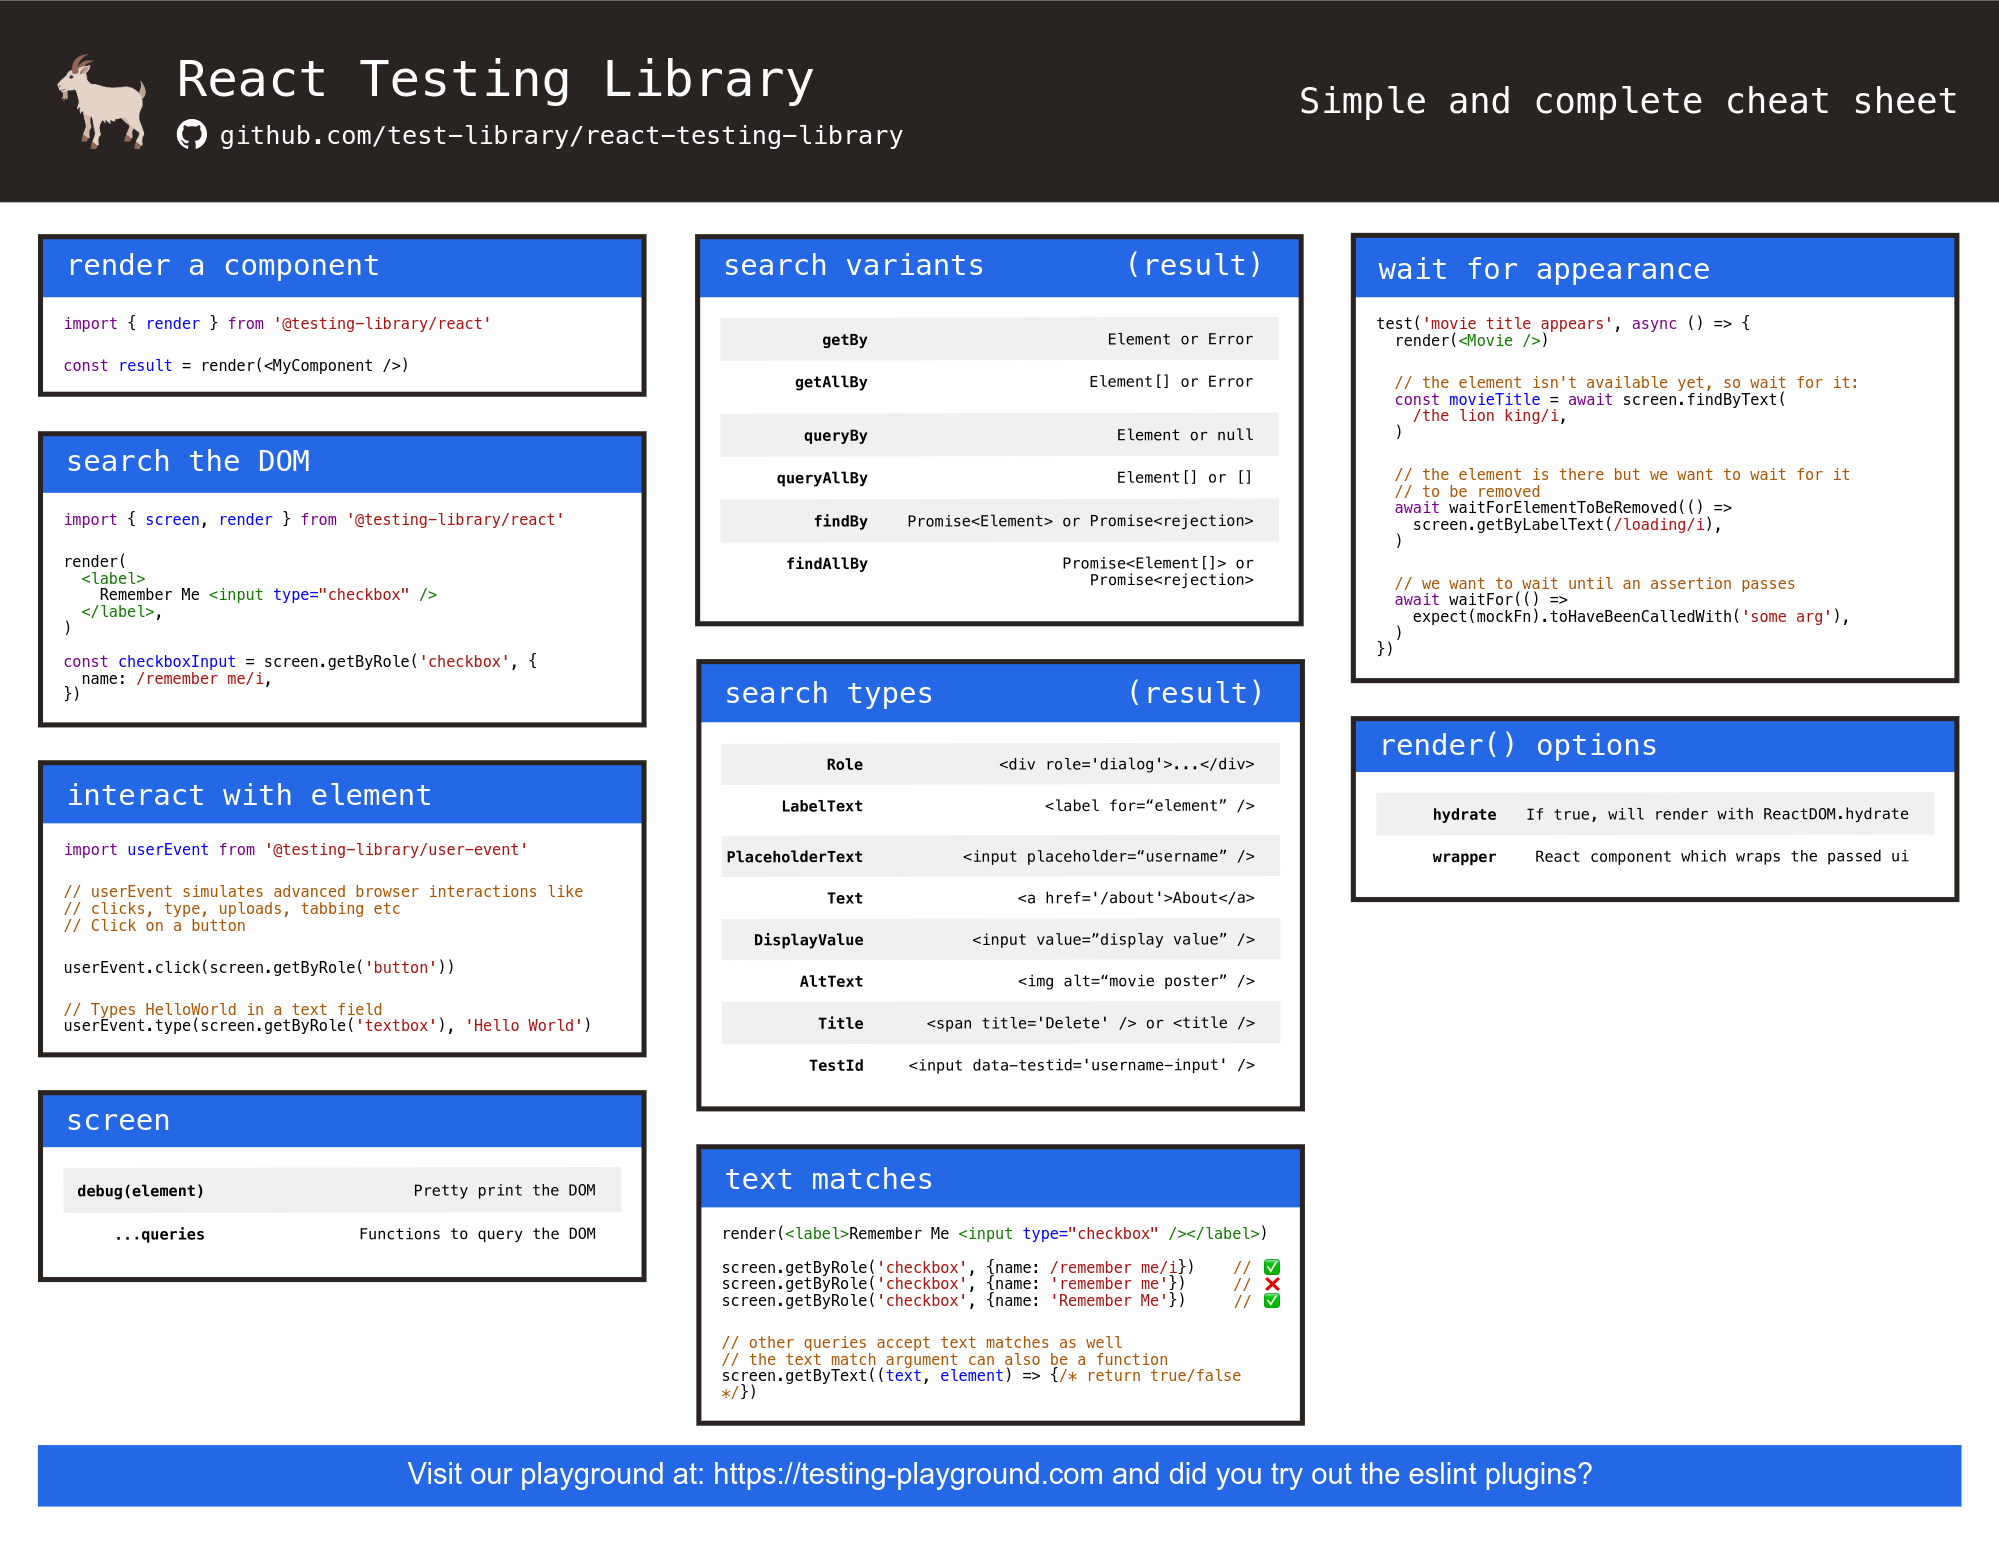 React Testing Library
github.com/test-library/react-testing-library
Simple and complete cheat sheet
render a component
import { render } from '@testing-library/react'
const result = render(<MyComponent />)
search the DOM
import { screen, render } from '@testing-library/react'
render(
<label>
Remember Me <input type="checkbox" />
</label>,
)
const checkboxInput = screen.getByRole('checkbox', {
name: /remember me/i,
})
interact with element
import userEvent from '@testing-library/user-event'
// userEvent simulates advanced browser interactions like
// clicks, type, uploads, tabbing etc
// Click on a button
userEvent.click(screen.getByRole('button'))
// Types HelloWorld in a text field
userEvent.type(screen.getByRole('textbox'), 'Hello World')
screen
debug(element) Pretty print the DOM
...queries Functions to query the DOM
search variants (result)
getBy Element or Error
getAllBy Element[] or Error
queryBy Element or null
queryAllBy Element[] or []
findBy Promise<Element> or Promise<rejection>
findAllBy Promise<Element[]> or
Promise<rejection>
search types (result)
Role <div role='dialog'>...</div>
LabelText <label for=“element” />
PlaceholderText <input placeholder=“username” />
Text <a href='/about'>About</a>
DisplayValue <input value=”display value” />
AltText <img alt=“movie poster” />
Title <span title='Delete' /> or <title />
TestId <input data-testid='username-input' />
text matches
render(<label>Remember Me <input type="checkbox" /></label>)
screen.getByRole('checkbox', {name: /remember me/i}) // ✅
screen.getByRole('checkbox', {name: 'remember me'}) // ❌
screen.getByRole('checkbox', {name: 'Remember Me'}) // ✅
// other queries accept text matches as well
// the text match argument can also be a function
screen.getByText((text, element) => {/* return true/false
*/})
wait for appearance
test('movie title appears', async () => {
render(<Movie />)
// the element isn't available yet, so wait for it:
const movieTitle = await screen.findByText(
/the lion king/i,
)
// the element is there but we want to wait for it
// to be removed
await waitForElementToBeRemoved(() =>
screen.getByLabelText(/loading/i),
)
// we want to wait until an assertion passes
await waitFor(() =>
expect(mockFn).toHaveBeenCalledWith('some arg'),
)
})
render() options
hydrate If true, will render with ReactDOM.hydrate
wrapper React component which wraps the passed ui
Visit our playground at: https://testing-playground.com and did you try out the eslint plugins?